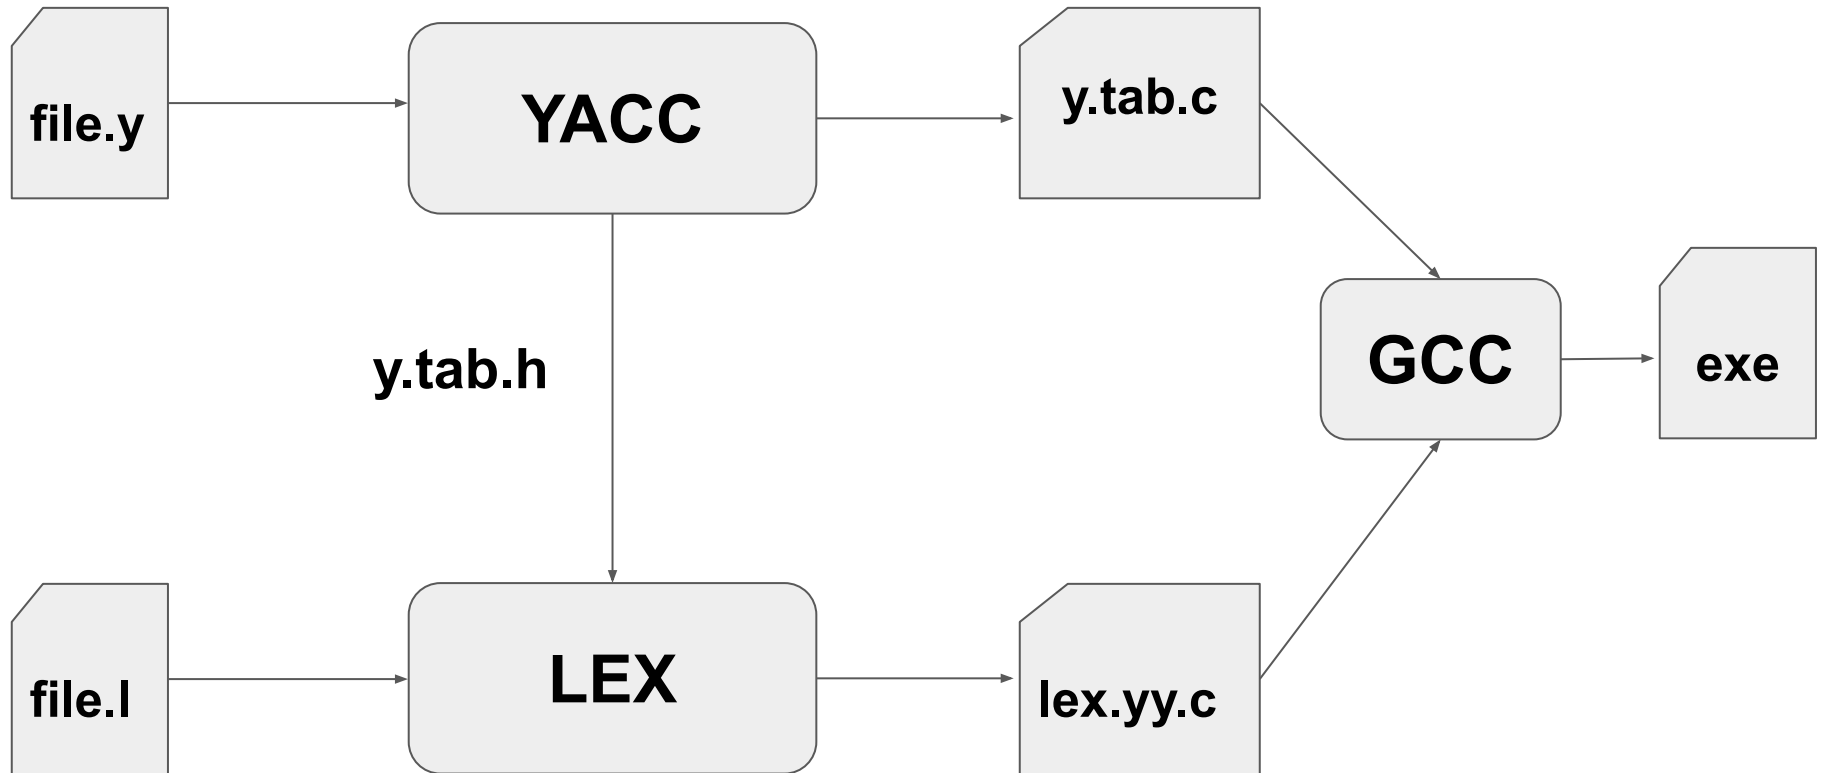 file.y
YACC
y.tab.c
y.tab.h
GCC
exe
file.l
LEX
lex.yy.c